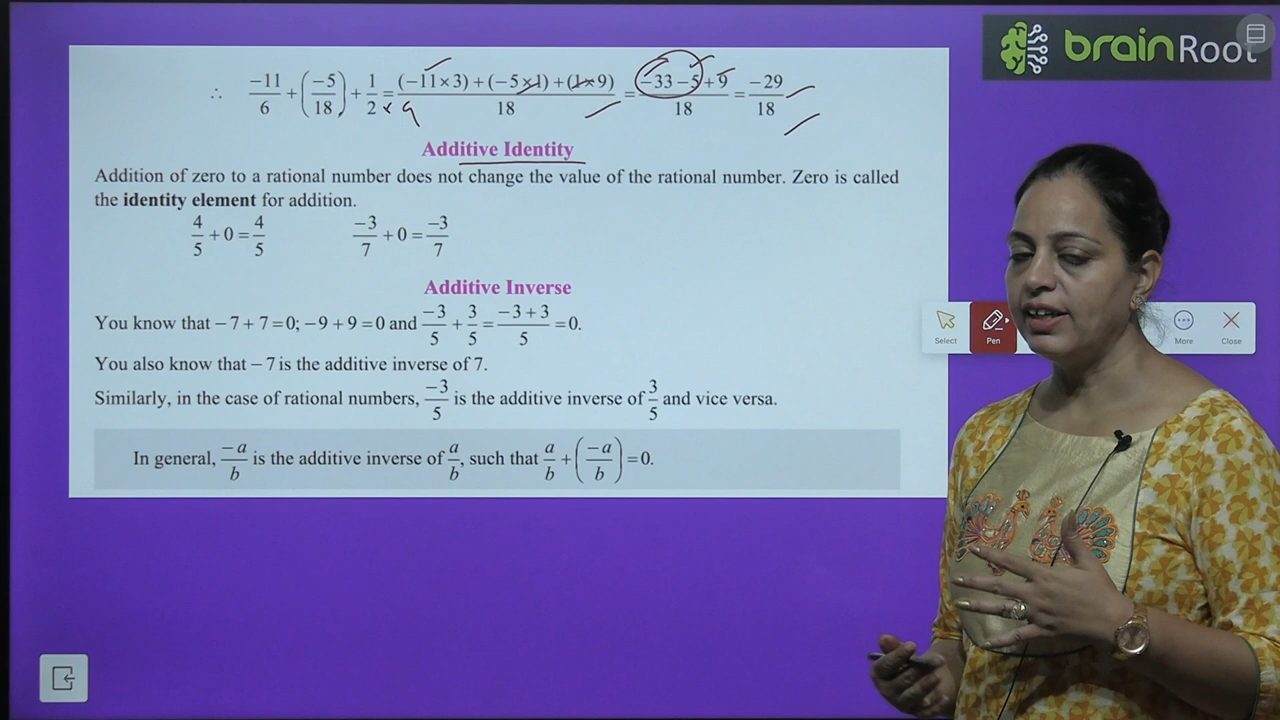 brainRoot
∴ -11/6 + (-5/18) + 1/2 = (-11×3)+(-5×1)+(1×9)/18 = -33-5+9/18 = -29/18
× 9
Additive Identity
Addition of zero to a rational number does not change the value of the rational number. Zero is called
the identity element for addition.
4/5 + 0 = 4/5 -3/7 + 0 = -3/7
Additive Inverse
You know that – 7 + 7 = 0; – 9 + 9 = 0 and -3/5 + 3/5 = -3+3/5 = 0.
You also know that – 7 is the additive inverse of 7.
Similarly, in the case of rational numbers, -3/5 is the additive inverse of 3/5 and vice versa.
In general, -a/b is the additive inverse of a/b, such that a/b + (-a/b) = 0.
Select Pen More Close